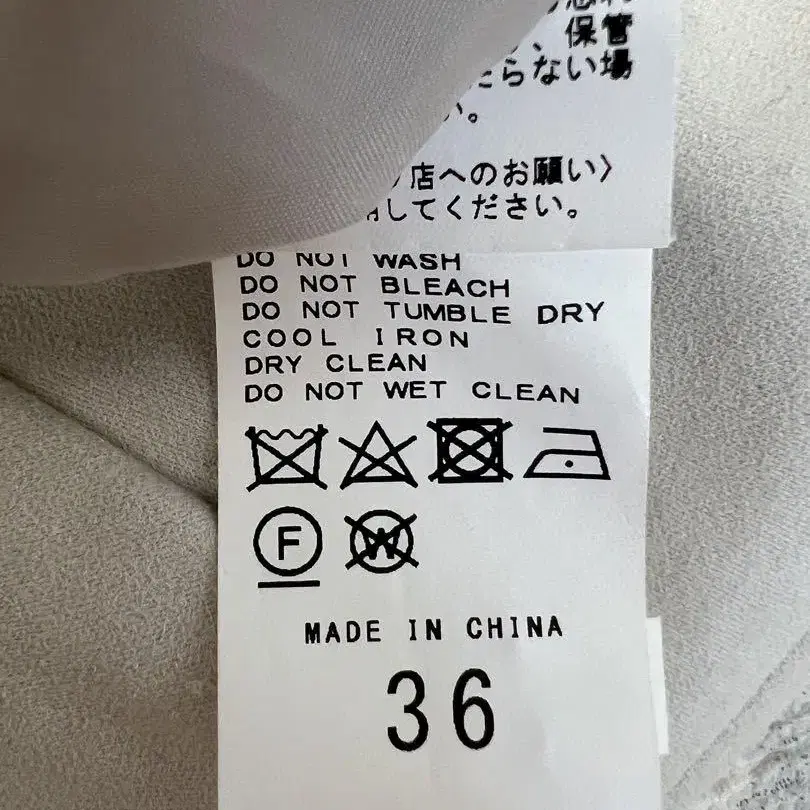 保管
らない場
い。
店へのお願い〉
してください。
DO NOT WASH
DO NOT BLEACH
DO NOT TUMBLE DRY
COOL IRON
DRY CLEAN
DO NOT WET CLEAN
F W
MADE IN CHINA
36